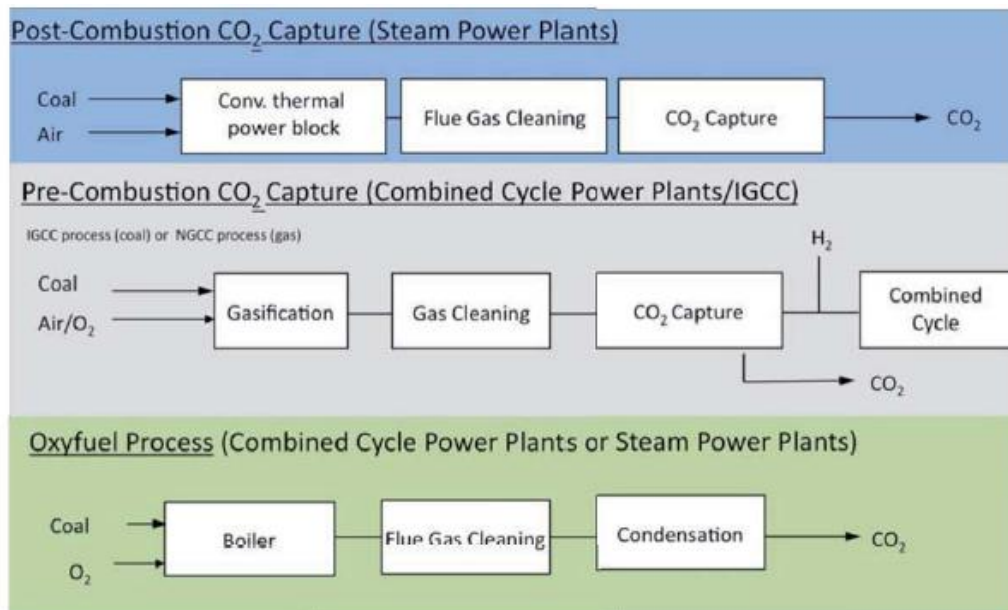 Post-Combustion CO₂ Capture (Steam Power Plants)
Coal
Air
Conv. thermal
power block
Flue Gas Cleaning
CO₂ Capture
CO₂
Pre-Combustion CO₂ Capture (Combined Cycle Power Plants/IGCC)
IGCC process (coal) or NGCC process (gas)
H₂
Coal
Air/O₂
Gasification
Gas Cleaning
CO₂ Capture
Combined
Cycle
CO₂
Oxyfuel Process (Combined Cycle Power Plants or Steam Power Plants)
Coal
O₂
Boiler
Flue Gas Cleaning
Condensation
CO₂